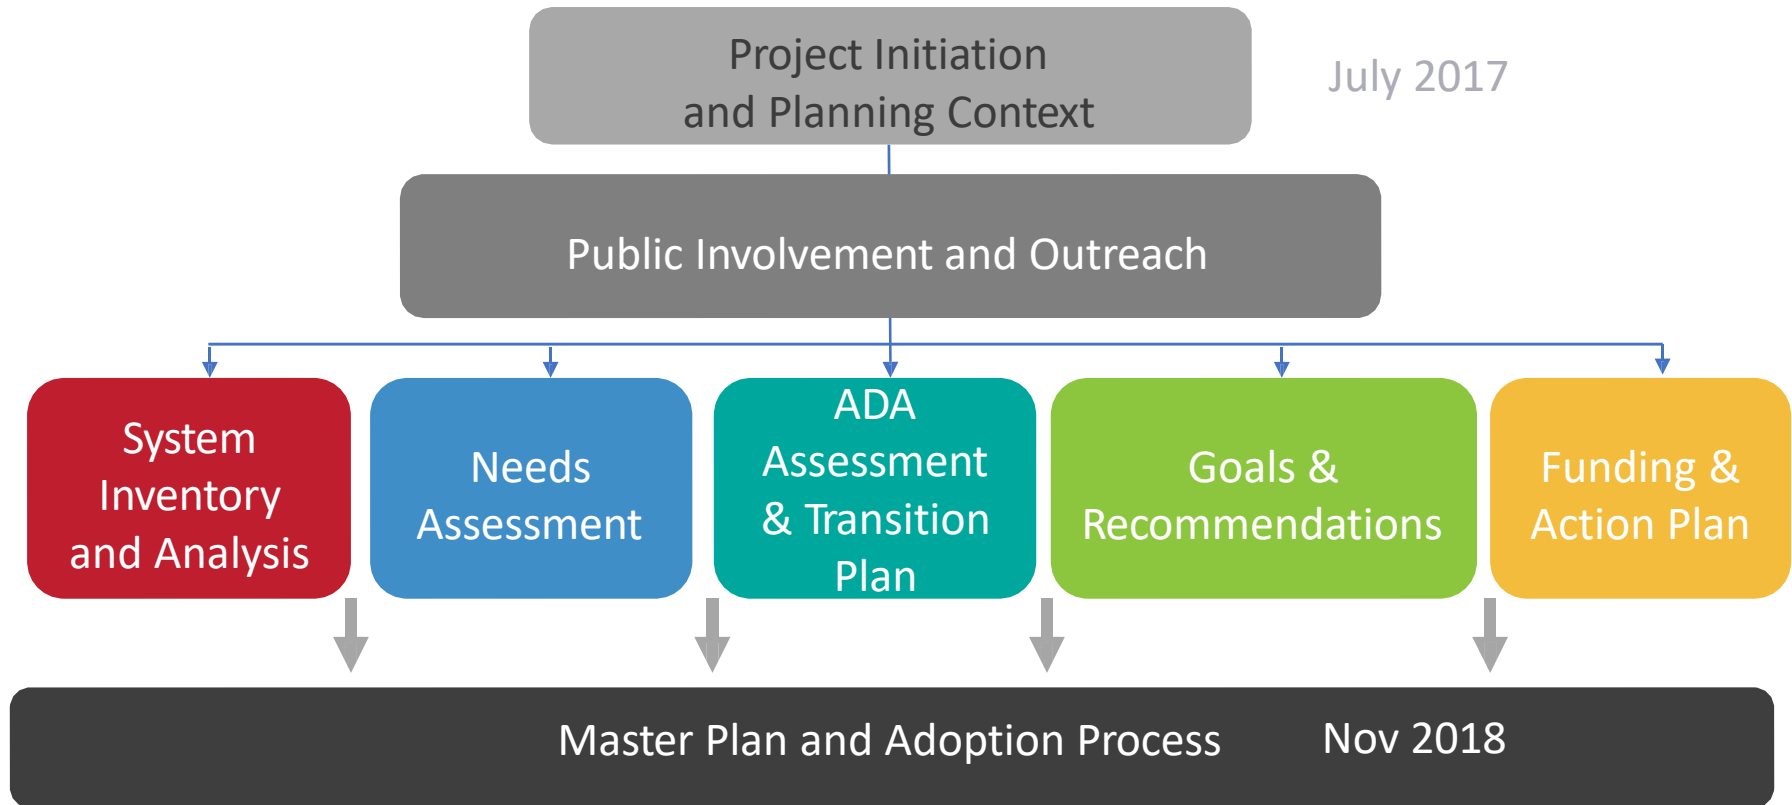 Project Initiation
and Planning Context
July 2017
Public Involvement and Outreach
System
Inventory
and Analysis
Needs
Assessment
ADA
Assessment
& Transition
Plan
Goals &
Recommendations
Funding &
Action Plan
Master Plan and Adoption Process
Nov 2018